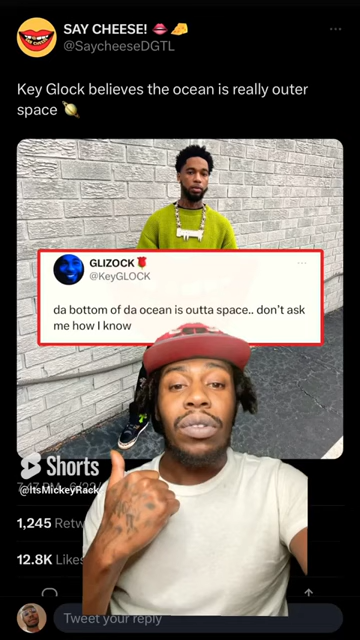 SAY CHEESE! 👄🧀
@SaycheeseDGTL
Key Glock believes the ocean is really outer
space 🪐
GLIZOCK
@KeyGLOCK
da bottom of da ocean is outta space.. don't ask
me how I know
Shorts
@ItsMickeyRack
1,245 Retw
12.8K Likes
Tweet your reply